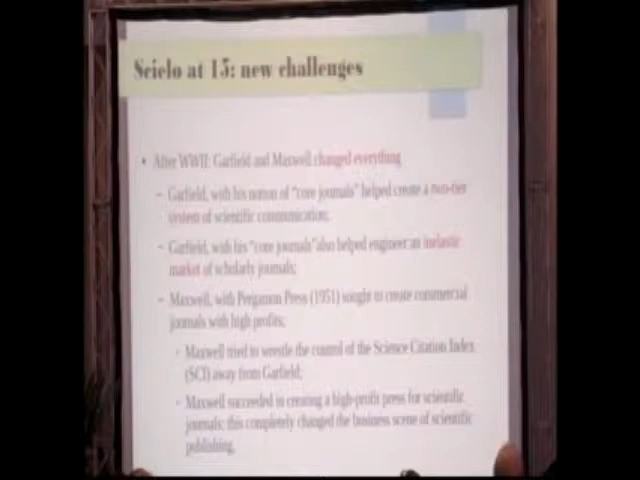 Scielo at 15: new challenges
• After WWII: Garfield and Maxwell changed everything
– Garfield, with his notion of "core journals" helped create a two-tier
system of scientific communication;
– Garfield, with his "core journals"also helped engineer an inelastic
market of scholarly journals;
– Maxwell, with Pergamon Press (1951) sought to create commercial
journals with high profits;
- Maxwell tried to wrestle the control of the Science Citation Index
(SCI) away from Garfield;
- Maxwell succeeded in creating a high-profit press for scientific
journals; this completely changed the business scene of scientific
publishing.